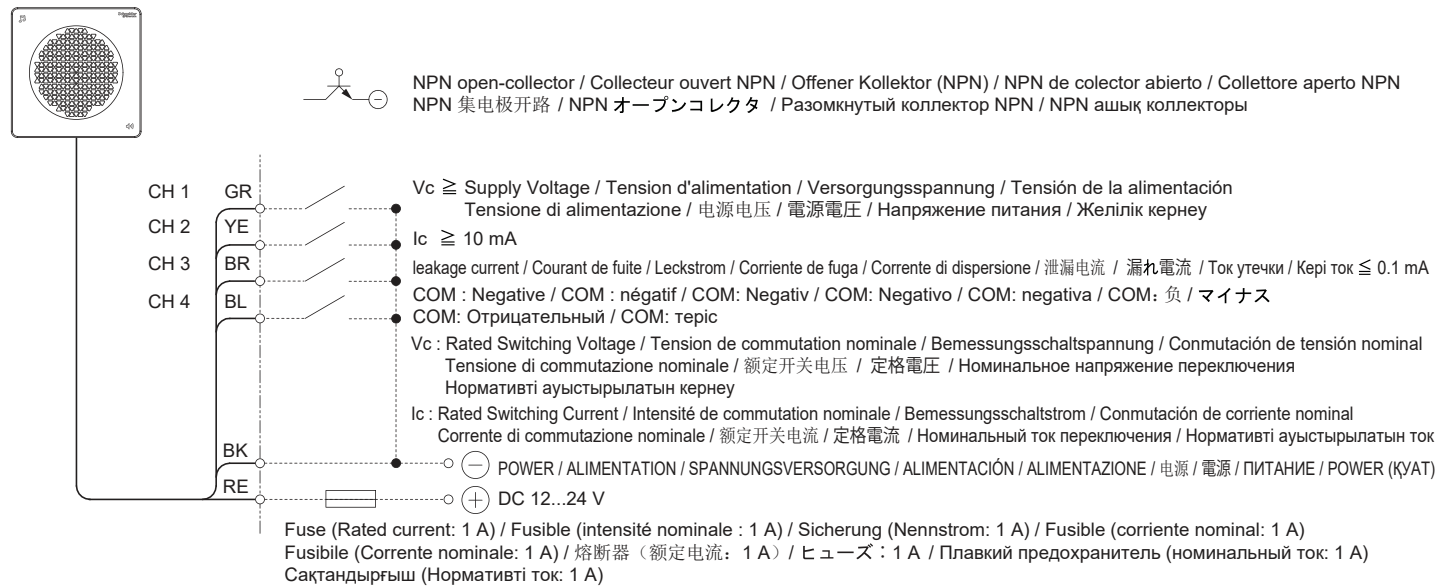 Schneider Electric
NPN open-collector / Collecteur ouvert NPN / Offener Kollektor (NPN) / NPN de colector abierto / Collettore aperto NPN
NPN 集电极开路 / NPN オープンコレクタ / Разомкнутый коллектор NPN / NPN ашық коллекторы
CH 1 GR
CH 2 YE
CH 3 BR
CH 4 BL
Vc ≧ Supply Voltage / Tension d'alimentation / Versorgungsspannung / Tensión de la alimentación
Tensione di alimentazione / 电源电压 / 電源電圧 / Напряжение питания / Желілік кернеу
Ic ≧ 10 mA
leakage current / Courant de fuite / Leckstrom / Corriente de fuga / Corrente di dispersione / 泄漏电流 / 漏れ電流 / Ток утечки / Кері ток ≦ 0.1 mA
COM : Negative / COM : négatif / COM: Negativ / COM: Negativo / COM: negativa / COM：负 / マイナス
COM: Отрицательный / COM: теріс
Vc : Rated Switching Voltage / Tension de commutation nominale / Bemessungsschaltspannung / Conmutación de tensión nominal
Tensione di commutazione nominale / 额定开关电压 / 定格電圧 / Номинальное напряжение переключения
Нормативті ауыстырылатын кернеу
Ic : Rated Switching Current / Intensité de commutation nominale / Bemessungsschaltstrom / Conmutación de corriente nominal
Corrente di commutazione nominale / 额定开关电流 / 定格電流 / Номинальный ток переключения / Нормативті ауыстырылатын ток
BK
POWER / ALIMENTATION / SPANNUNGSVERSORGUNG / ALIMENTACIÓN / ALIMENTAZIONE / 电源 / 電源 / ПИТАНИЕ / POWER (ҚУАТ)
RE
DC 12...24 V
Fuse (Rated current: 1 A) / Fusible (intensité nominale : 1 A) / Sicherung (Nennstrom: 1 A) / Fusible (corriente nominal: 1 A)
Fusibile (Corrente nominale: 1 A) / 熔断器（额定电流：1 A）/ ヒューズ：1 A / Плавкий предохранитель (номинальный ток: 1 A)
Сақтандырғыш (Нормативті ток: 1 A)